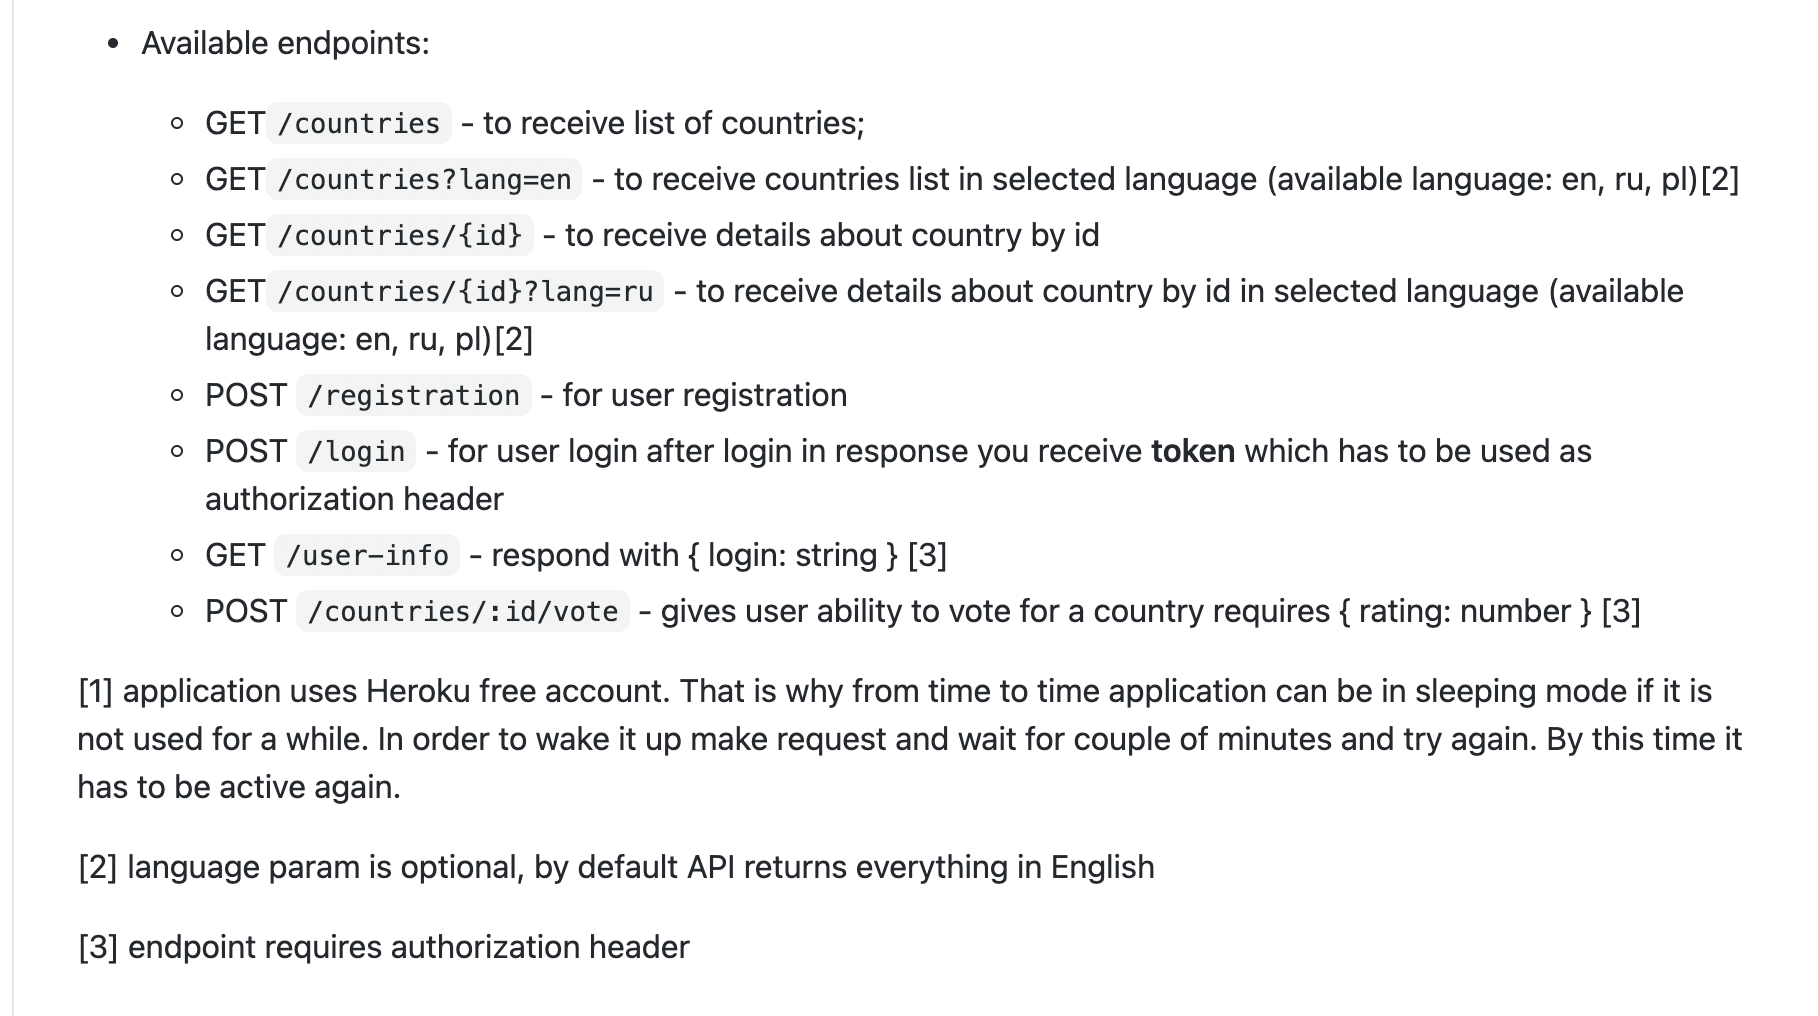 • Available endpoints:
◦ GET /countries - to receive list of countries;
◦ GET /countries?lang=en - to receive countries list in selected language (available language: en, ru, pl)[2]
◦ GET /countries/{id} - to receive details about country by id
◦ GET /countries/{id}?lang=ru - to receive details about country by id in selected language (available
language: en, ru, pl)[2]
◦ POST /registration - for user registration
◦ POST /login - for user login after login in response you receive token which has to be used as
authorization header
◦ GET /user-info - respond with { login: string } [3]
◦ POST /countries/:id/vote - gives user ability to vote for a country requires { rating: number } [3]
[1] application uses Heroku free account. That is why from time to time application can be in sleeping mode if it is
not used for a while. In order to wake it up make request and wait for couple of minutes and try again. By this time it
has to be active again.
[2] language param is optional, by default API returns everything in English
[3] endpoint requires authorization header